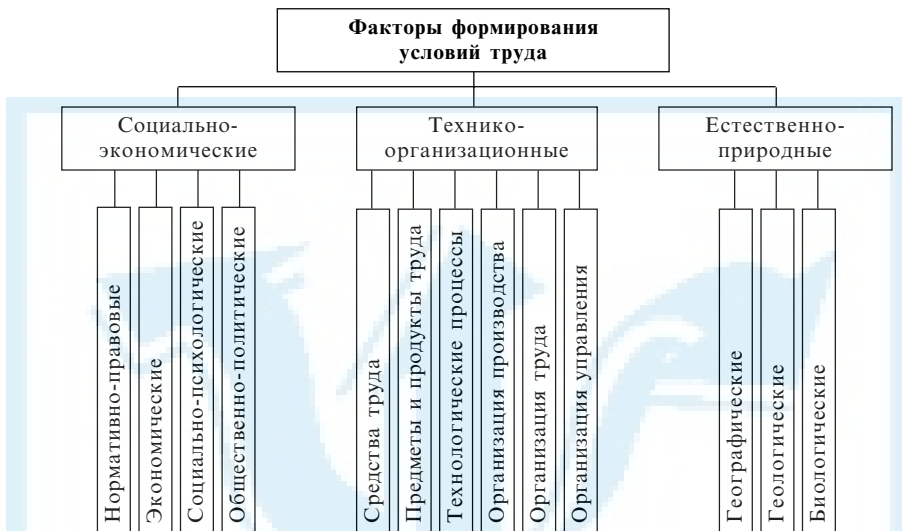 Факторы формирования
условий труда
Социально-
экономические
Технико-
организационные
Естественно-
природные
Нормативно-правовые
Экономические
Социально-психологические
Общественно-политические
Средства труда
Предметы и продукты труда
Технологические процессы
Организация производства
Организация труда
Организация управления
Географические
Геологические
Биологические